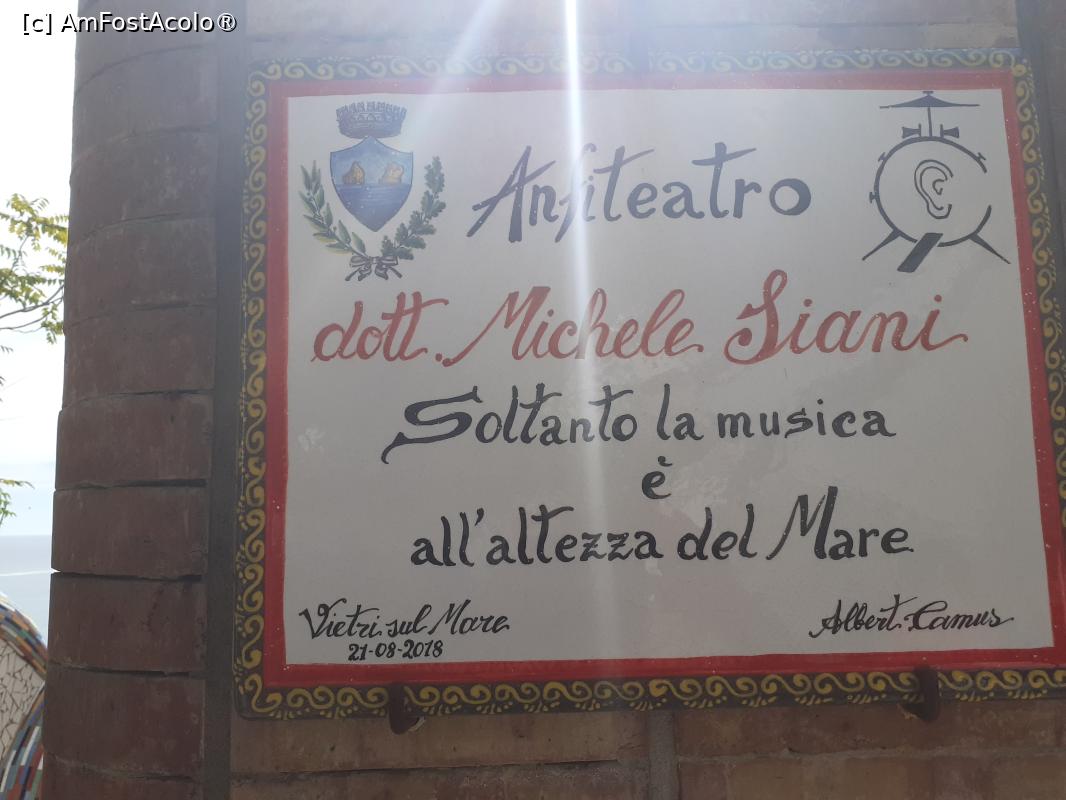 [c] AmFostAcolo®
Anfiteatro
dott. Michele Siani
Soltanto la musica
è
all'altezza del Mare
Vietri sul Mare
21-08-2018
Albert Camus